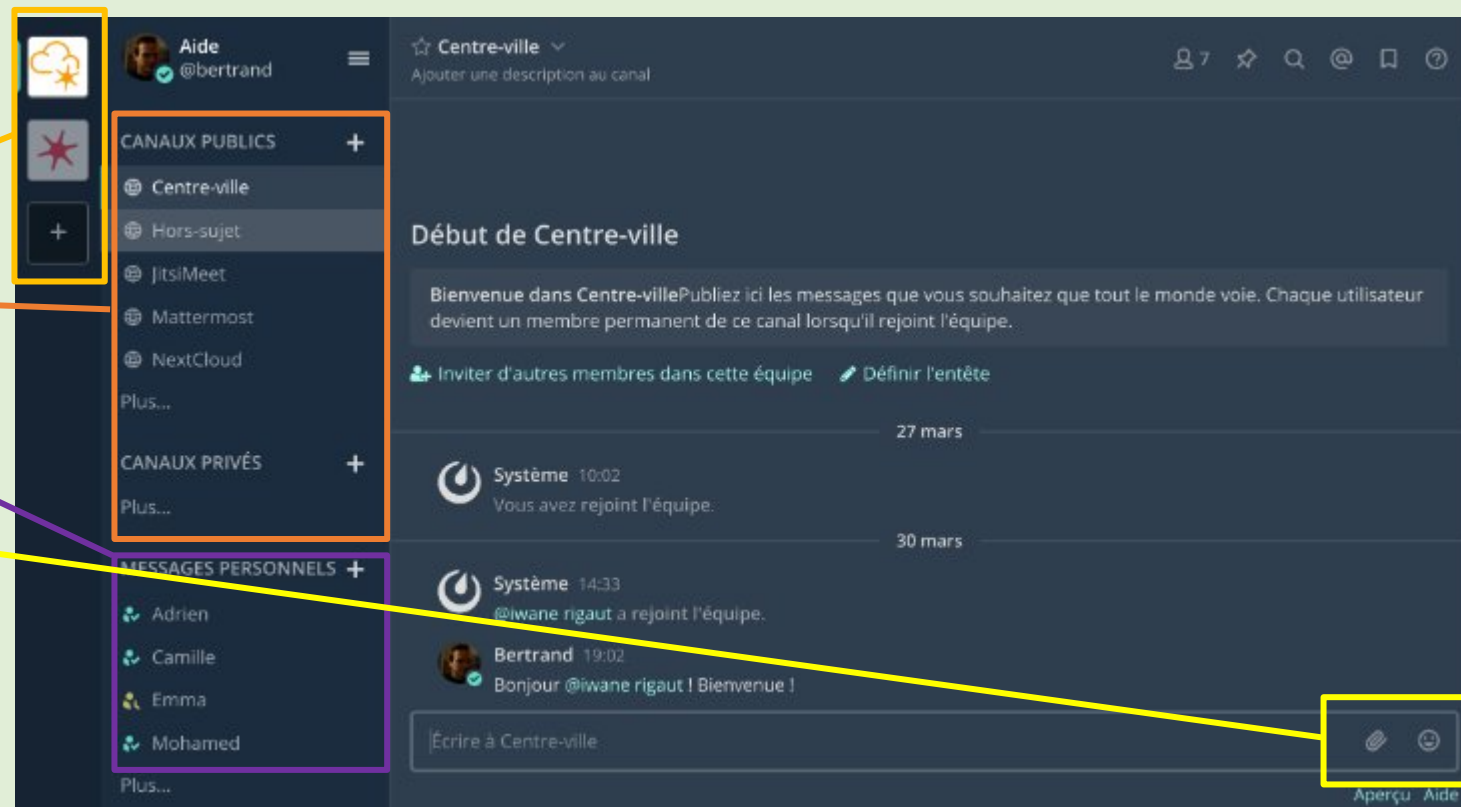 Aide
@bertrand
CANAUX PUBLICS +
Centre-ville
Hors-sujet
JitsiMeet
Mattermost
NextCloud
Plus...
CANAUX PRIVÉS +
Plus...
MESSAGES PERSONNELS +
Adrien
Camille
Emma
Mohamed
Plus...
Centre-ville
Ajouter une description au canal
7
Début de Centre-ville
Bienvenue dans Centre-villePubliez ici les messages que vous souhaitez que tout le monde voie. Chaque utilisateur
devient un membre permanent de ce canal lorsqu'il rejoint l'équipe.
Inviter d'autres membres dans cette équipe Définir l'entête
27 mars
Système 10:02
Vous avez rejoint l'équipe.
30 mars
Système 14:33
@iwane rigaut a rejoint l'équipe.
Bertrand 19:02
Bonjour @iwane rigaut ! Bienvenue !
Écrire à Centre-ville
Aperçu Aide